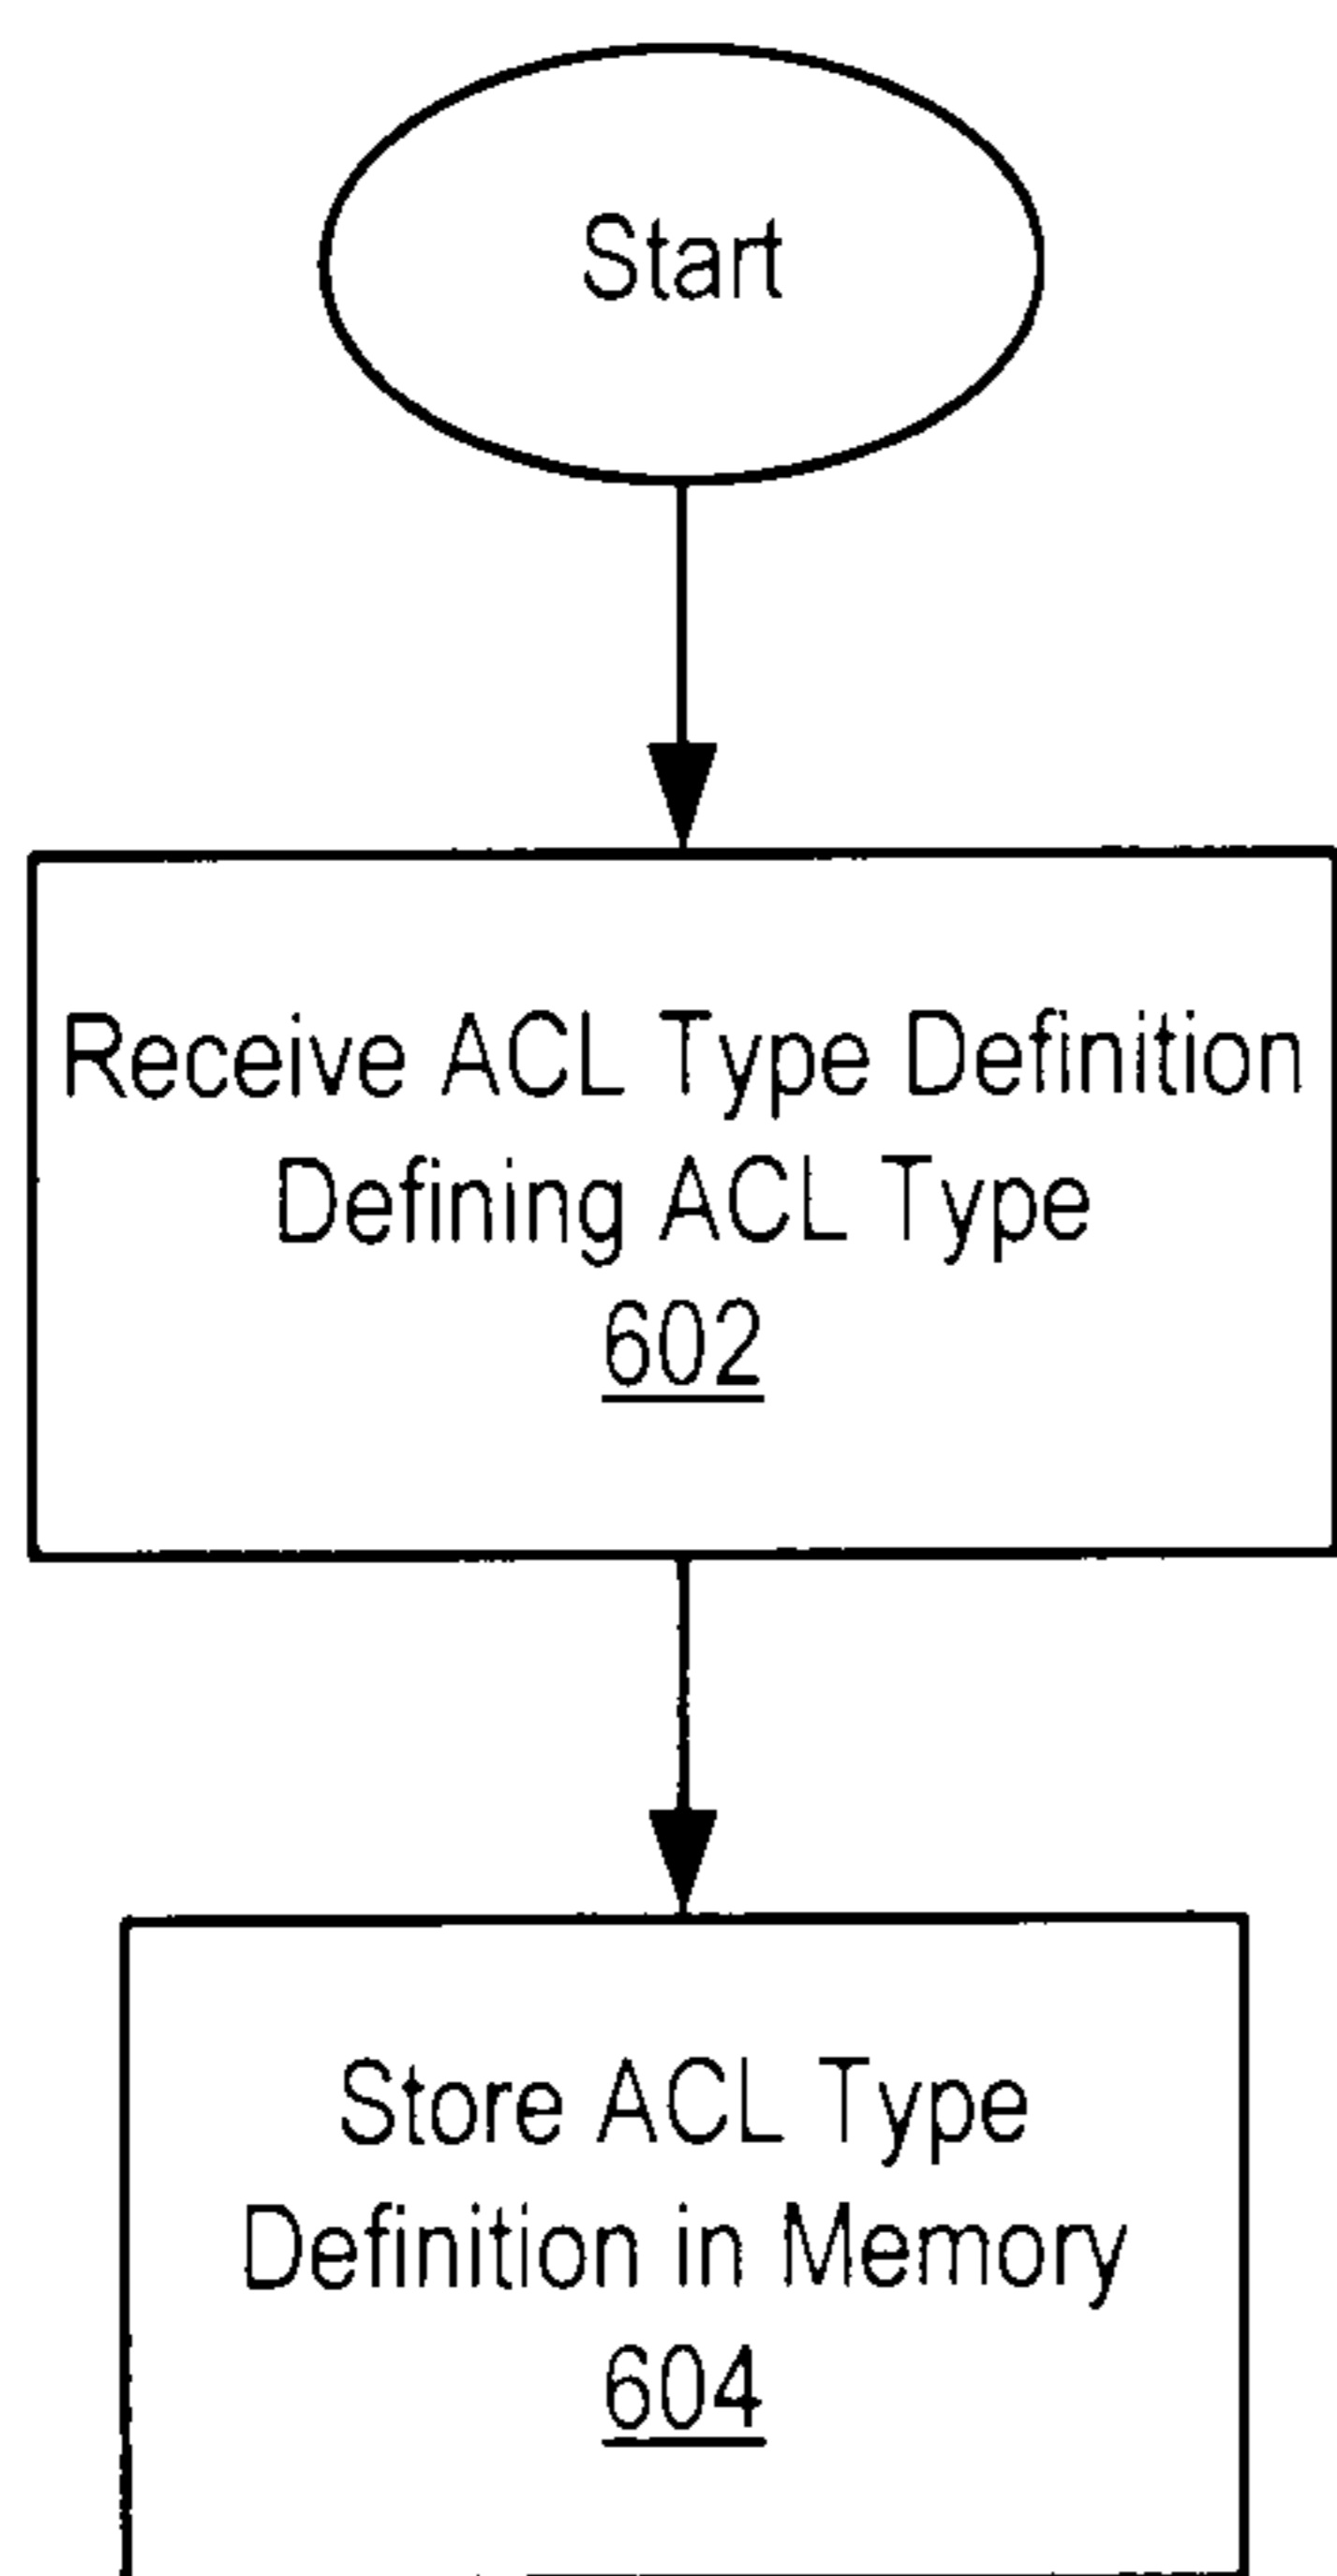 Start
Receive ACL Type Definition
Defining ACL Type
602
Store ACL Type
Definition in Memory
604